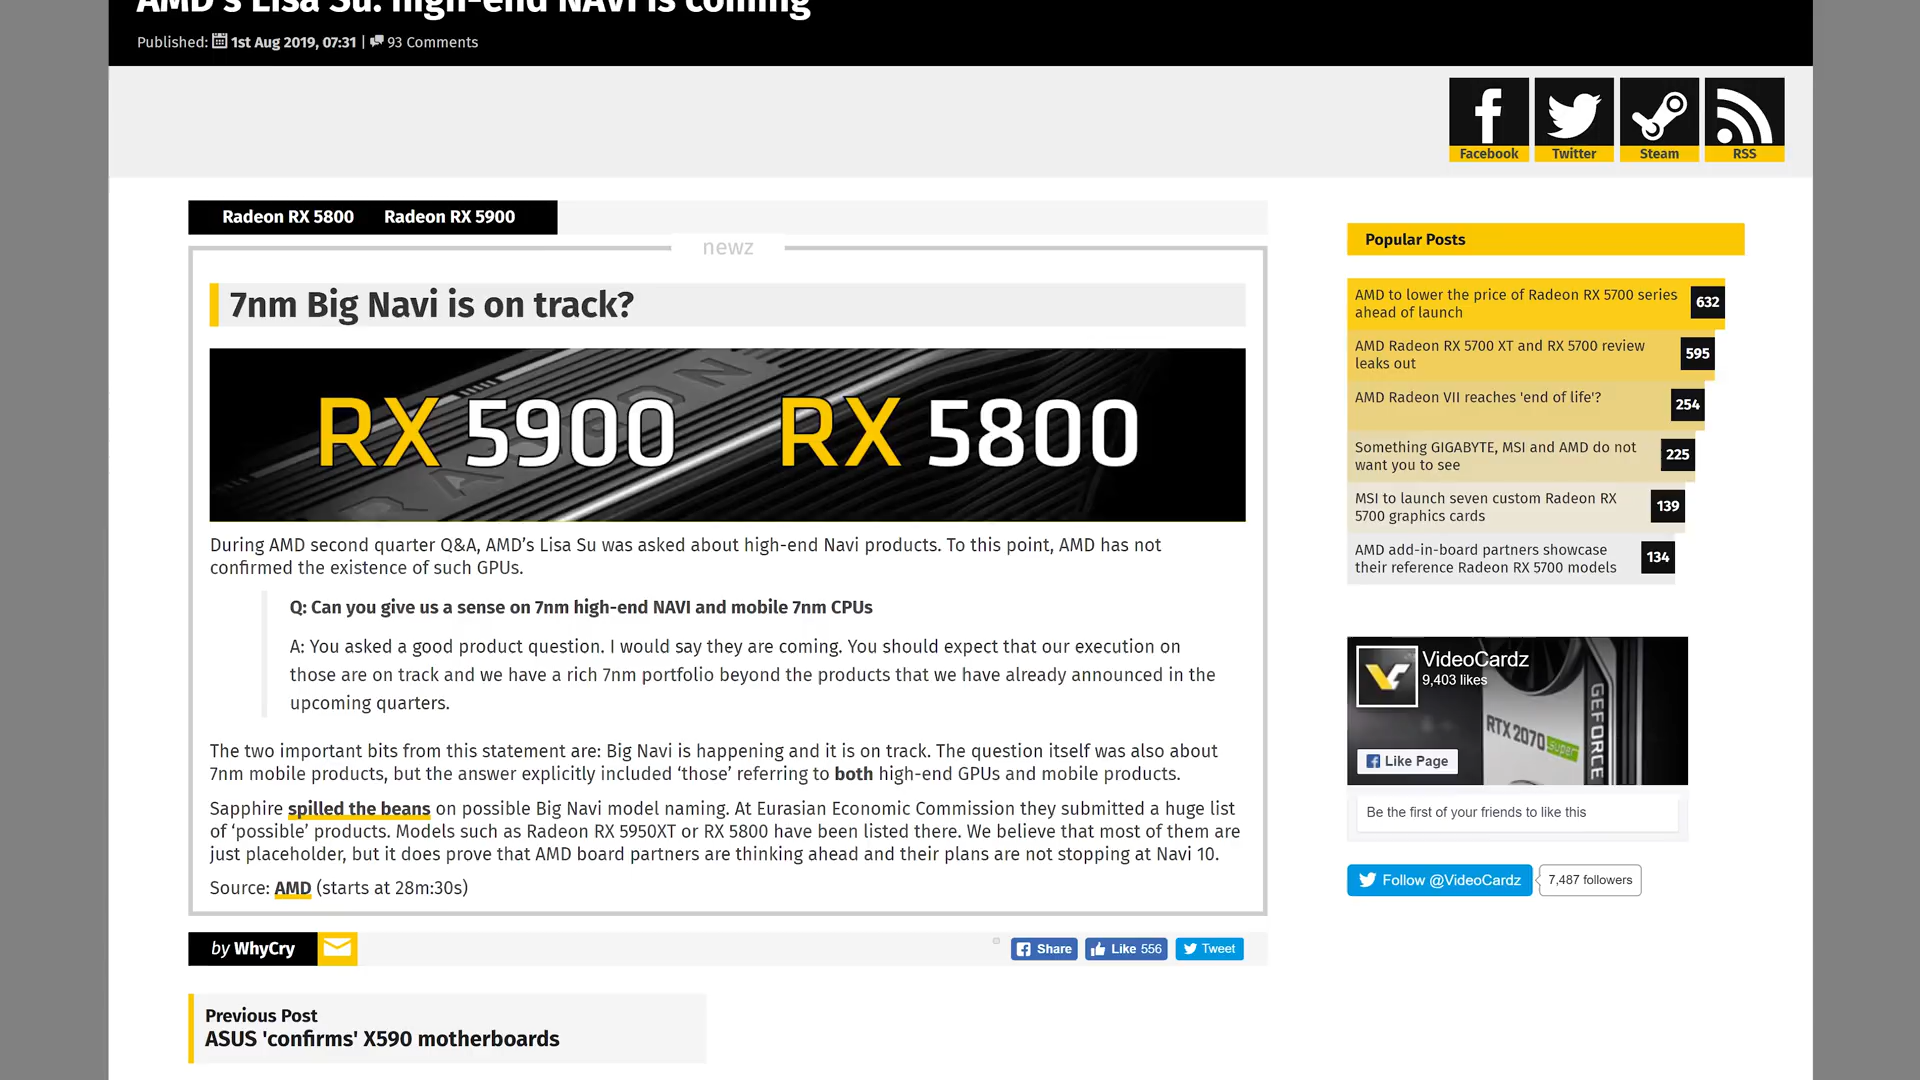 AMD's Lisa Su: high-end NAVI is coming
Published: 1st Aug 2019, 07:31 | 93 Comments
Facebook
Twitter
Steam
RSS
Radeon RX 5800 Radeon RX 5900
newz
7nm Big Navi is on track?
RADEON
RX 5900 RX 5800
During AMD second quarter Q&A, AMD's Lisa Su was asked about high-end Navi products. To this point, AMD has not
confirmed the existence of such GPUs.
Q: Can you give us a sense on 7nm high-end NAVI and mobile 7nm CPUs
A: You asked a good product question. I would say they are coming. You should expect that our execution on
those are on track and we have a rich 7nm portfolio beyond the products that we have already announced in the
upcoming quarters.
The two important bits from this statement are: Big Navi is happening and it is on track. The question itself was also about
7nm mobile products, but the answer explicitly included ‘those’ referring to both high-end GPUs and mobile products.
Sapphire spilled the beans on possible Big Navi model naming. At Eurasian Economic Commission they submitted a huge list
of ‘possible’ products. Models such as Radeon RX 5950XT or RX 5800 have been listed there. We believe that most of them are
just placeholder, but it does prove that AMD board partners are thinking ahead and their plans are not stopping at Navi 10.
Source: AMD (starts at 28m:30s)
by WhyCry
Share
Like 556
Tweet
Previous Post
ASUS 'confirms' X590 motherboards
Popular Posts
AMD to lower the price of Radeon RX 5700 series
ahead of launch
632
AMD Radeon RX 5700 XT and RX 5700 review
leaks out
595
AMD Radeon VII reaches 'end of life'?
254
Something GIGABYTE, MSI and AMD do not
want you to see
225
MSI to launch seven custom Radeon RX
5700 graphics cards
139
AMD add-in-board partners showcase
their reference Radeon RX 5700 models
134
VideoCardz
9,403 likes
GEFORCE
RTX 2070 SUPER
Like Page
Be the first of your friends to like this
Follow @VideoCardz
7,487 followers